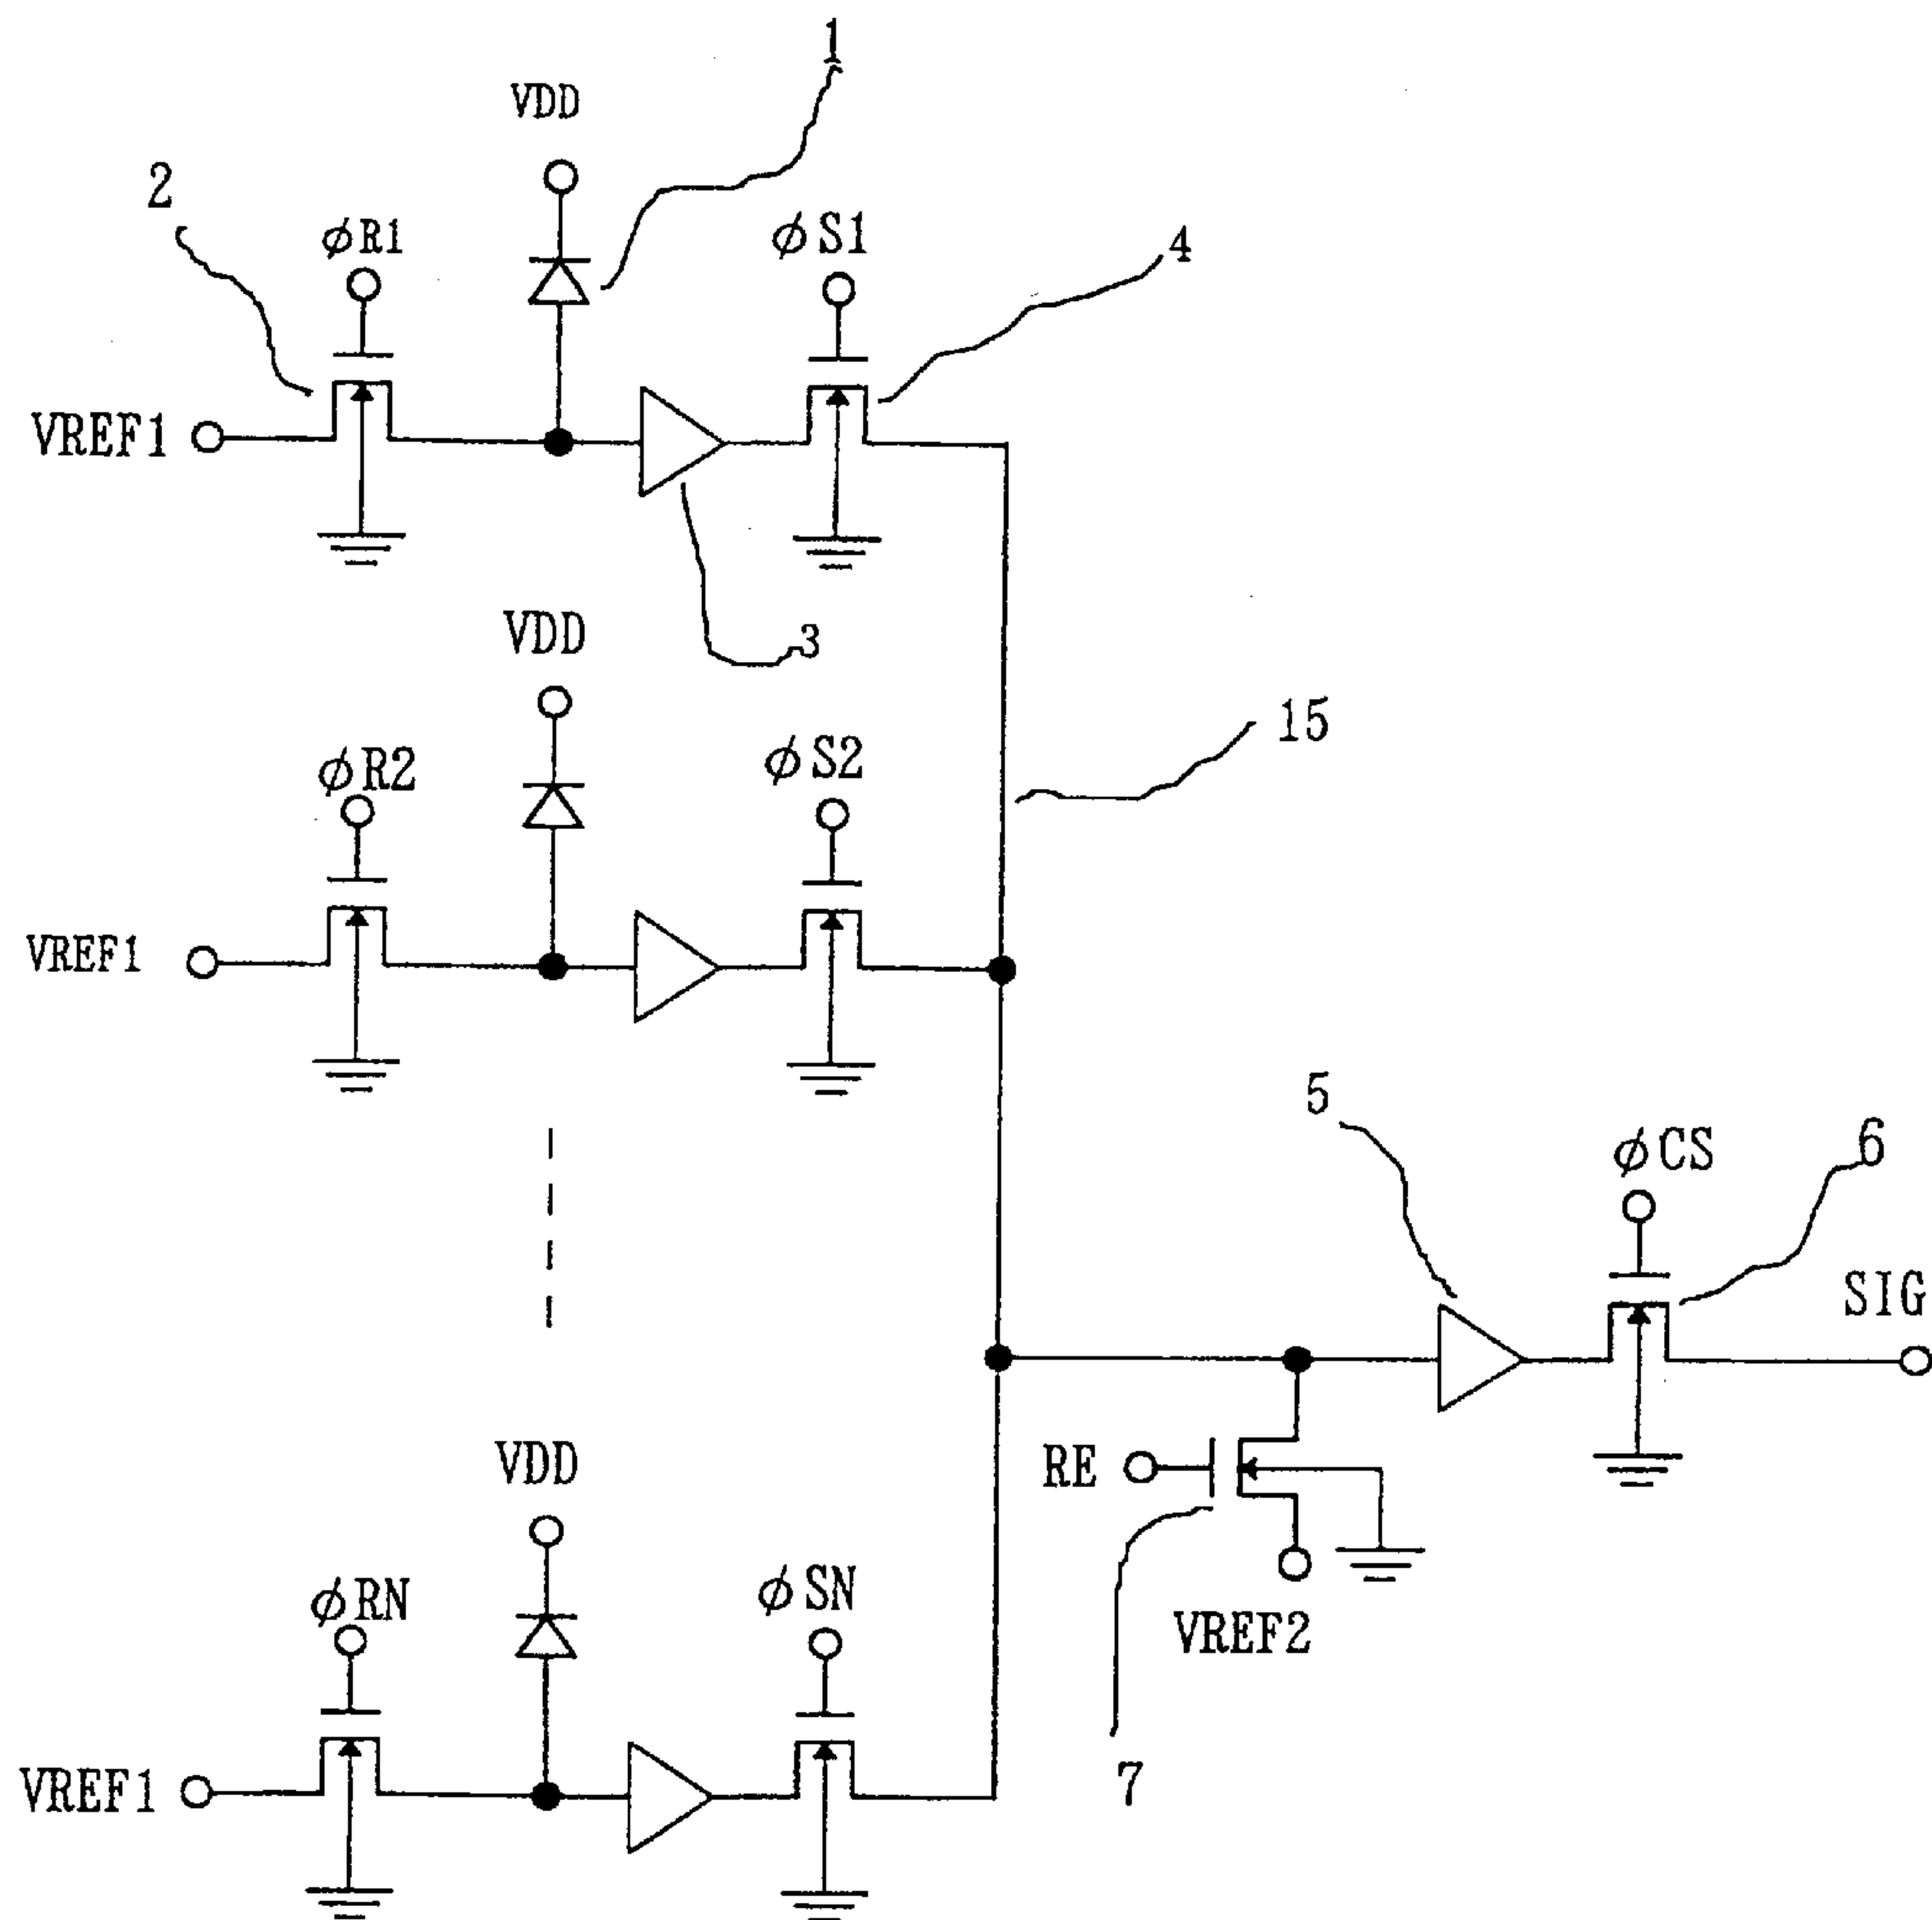 1
VDD
2
φR1
φS1
4
VREF1
3
VDD
15
φR2
φS2
VREF1
5
φCS
6
SIG
VDD
RE
φRN
φSN
VREF2
VREF1
7